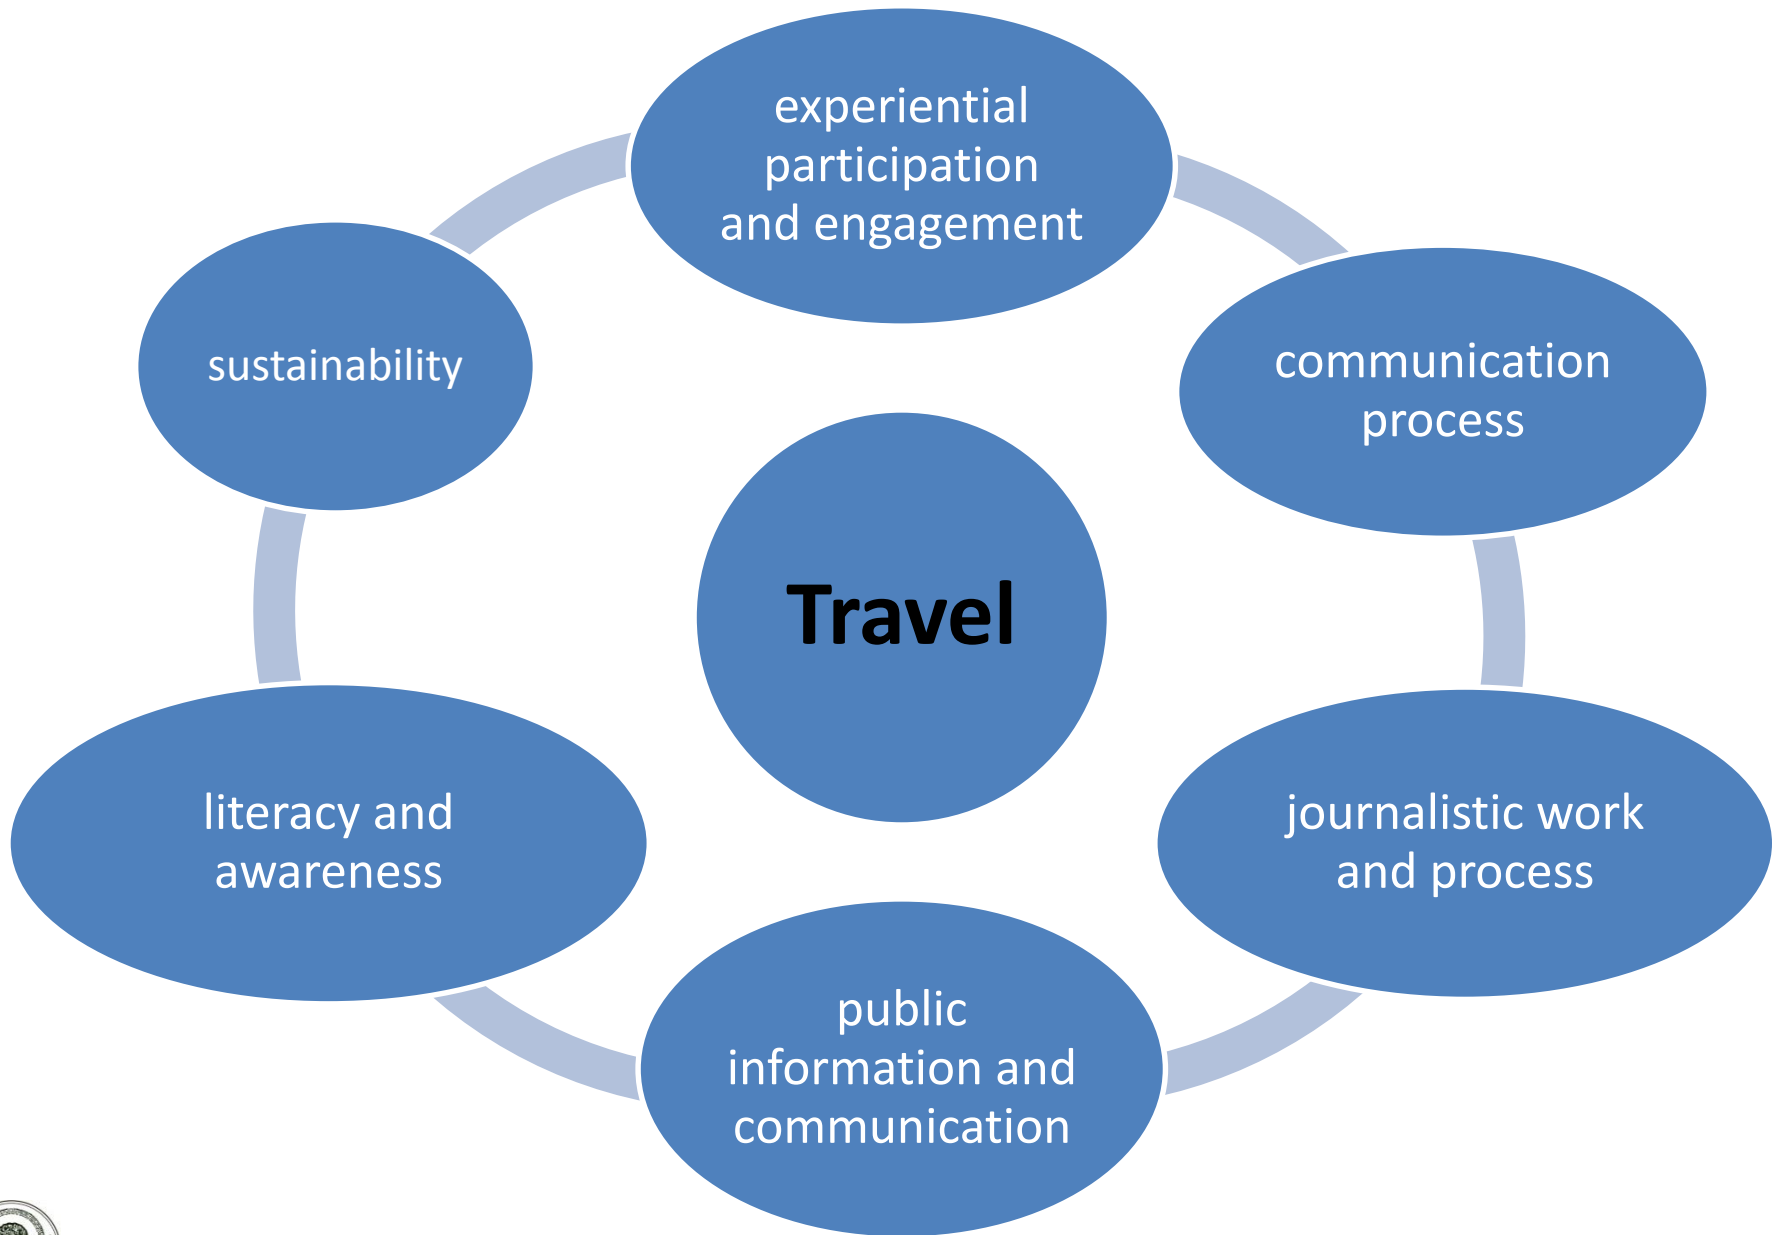 experiential
participation
and engagement
communication
process
journalistic work
and process
public
information and
communication
literacy and
awareness
sustainability
Travel